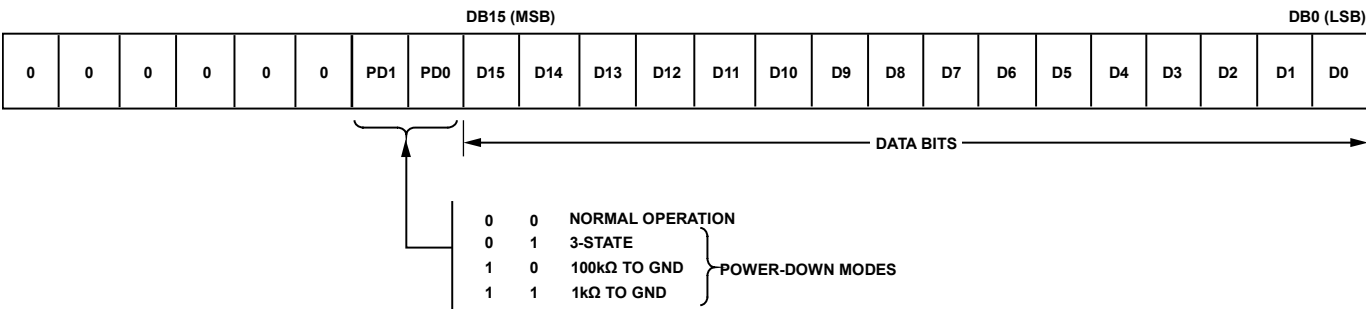 DB15 (MSB) DB0 (LSB)
0 0 0 0 0 0 PD1 PD0 D15 D14 D13 D12 D11 D10 D9 D8 D7 D6 D5 D4 D3 D2 D1 D0
DATA BITS
0 0 NORMAL OPERATION
0 1 3-STATE
1 0 100kΩ TO GND
POWER-DOWN MODES
1 1 1kΩ TO GND